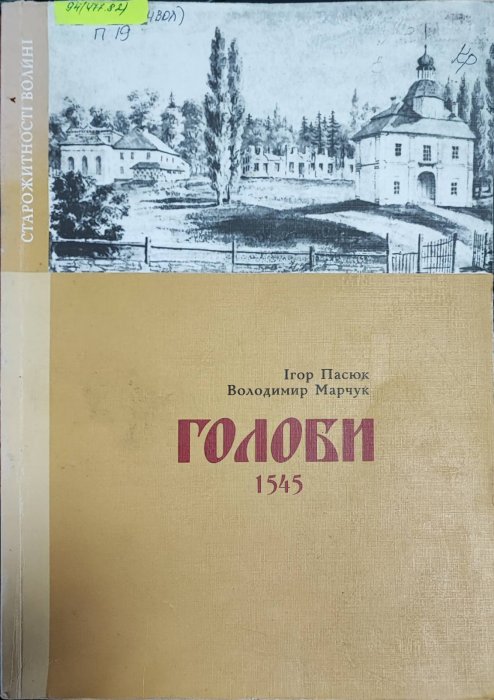 94(477.82)
П 19
СТАРОЖИТНОСТІ ВОЛИНІ
Ігор Пасюк
Володимир Марчук
ГОЛОБИ
1545